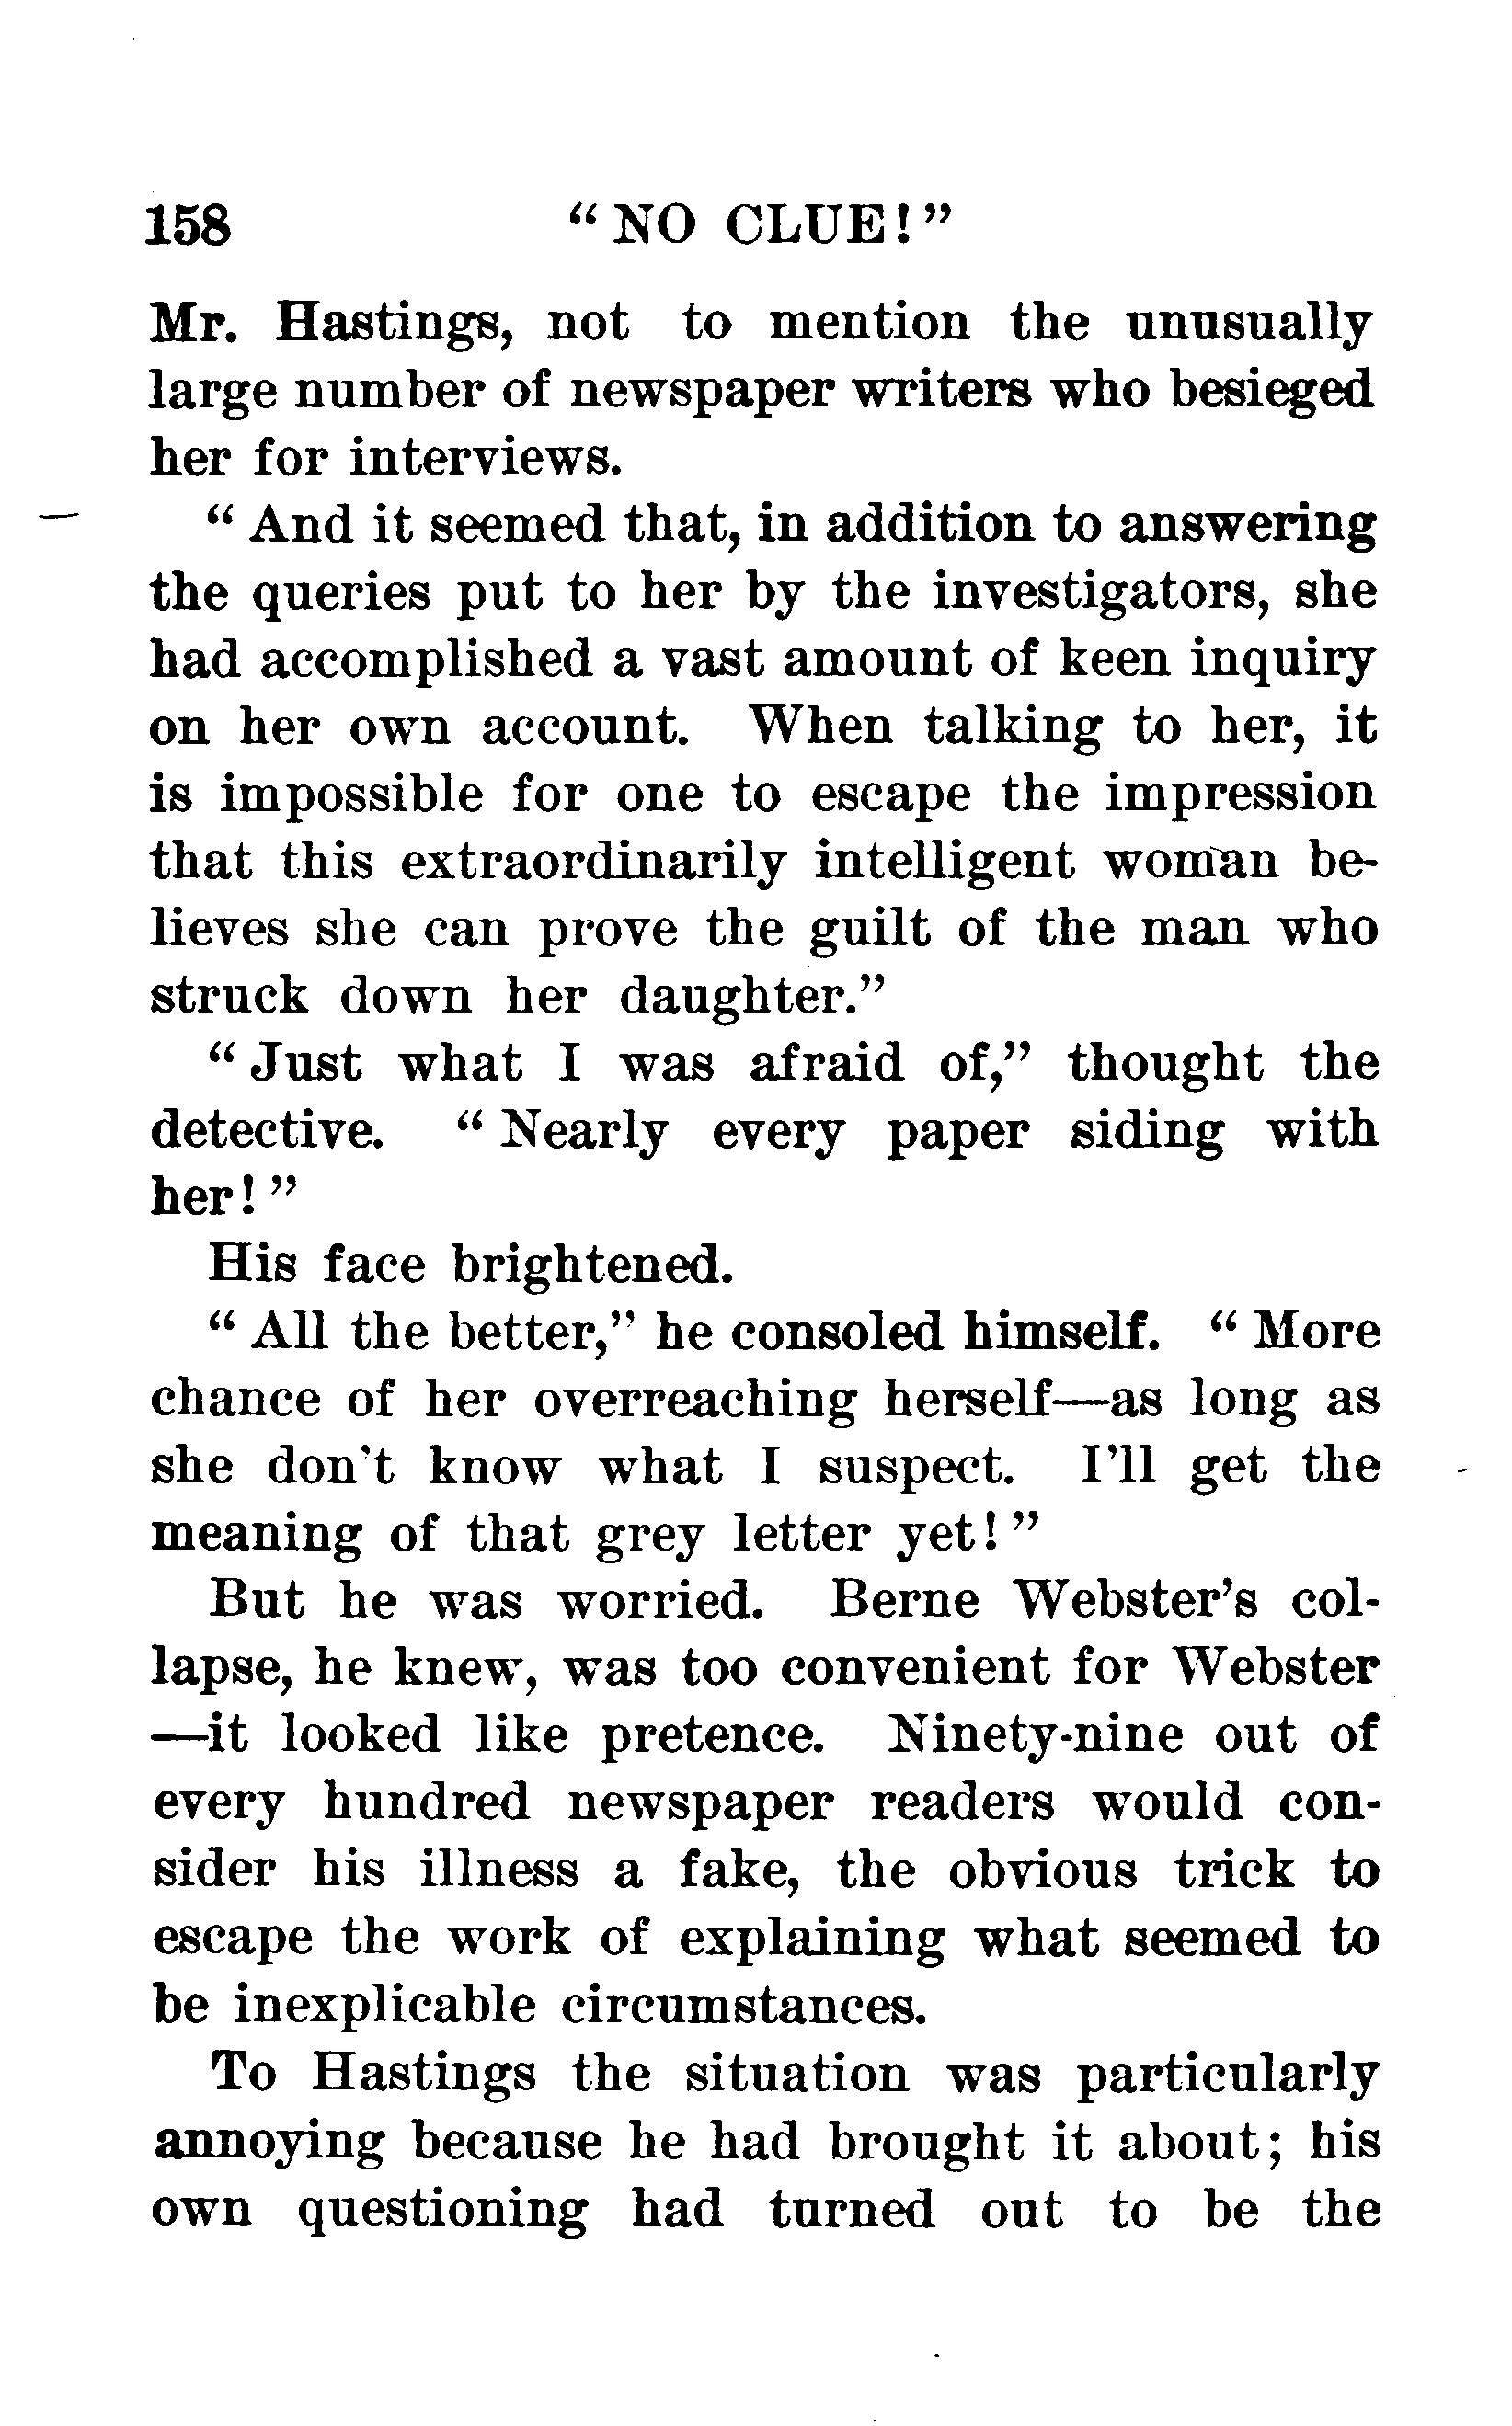 158 "NO CLUE!"
Mr. Hastings, not to mention the unusually
large number of newspaper writers who besieged
her for interviews.
"And it seemed that, in addition to answering
the queries put to her by the investigators, she
had accomplished a vast amount of keen inquiry
on her own account. When talking to her, it
is impossible for one to escape the impression
that this extraordinarily intelligent woman be-
lieves she can prove the guilt of the man who
struck down her daughter."
"Just what I was afraid of," thought the
detective. "Nearly every paper siding with
her!"
His face brightened.
"All the better," he consoled himself. "More
chance of her overreaching herself—as long as
she don't know what I suspect. I'll get the
meaning of that grey letter yet!"
But he was worried. Berne Webster's col-
lapse, he knew, was too convenient for Webster
—it looked like pretence. Ninety-nine out of
every hundred newspaper readers would con-
sider his illness a fake, the obvious trick to
escape the work of explaining what seemed to
be inexplicable circumstances.
To Hastings the situation was particularly
annoying because he had brought it about; his
own questioning had turned out to be the